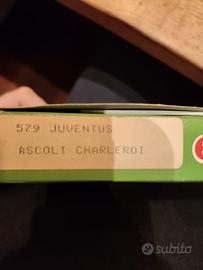 579 JUVENTUS
ASCOLI CHARLEROI
subito